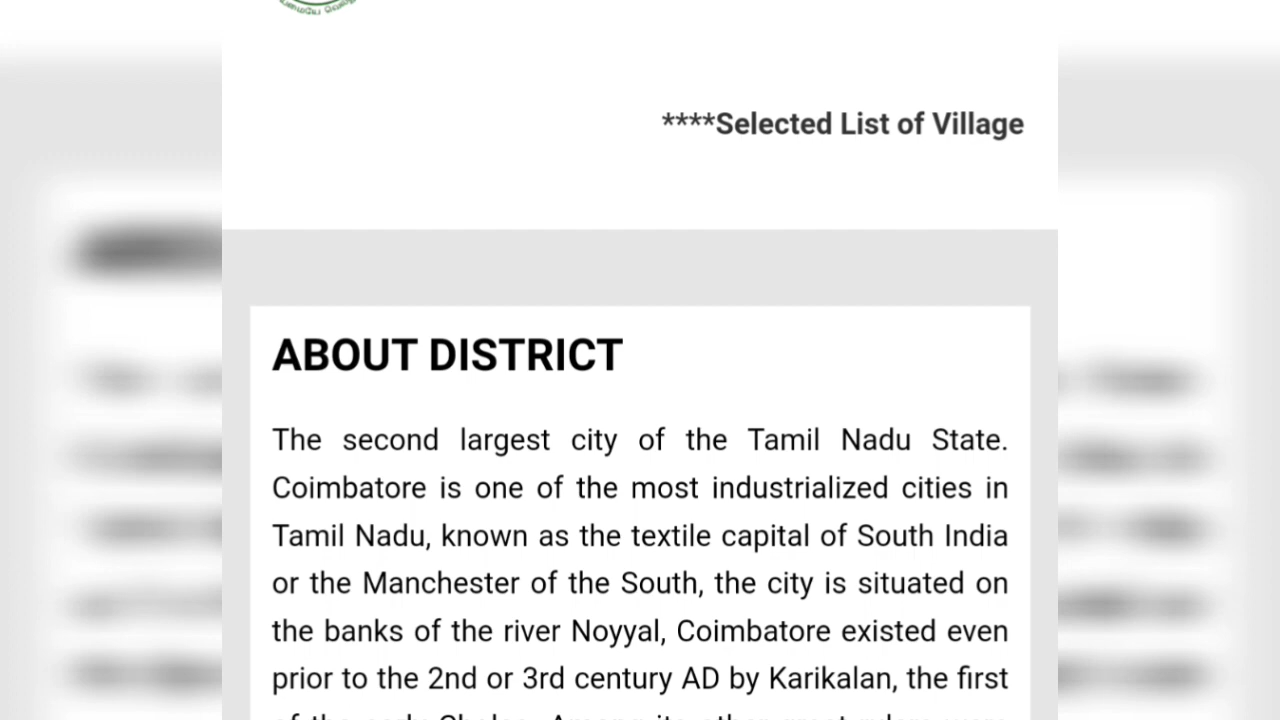 ****Selected List of Village
ABOUT DISTRICT
The second largest city of the Tamil Nadu State.
Coimbatore is one of the most industrialized cities in
Tamil Nadu, known as the textile capital of South India
or the Manchester of the South, the city is situated on
the banks of the river Noyyal, Coimbatore existed even
prior to the 2nd or 3rd century AD by Karikalan, the first